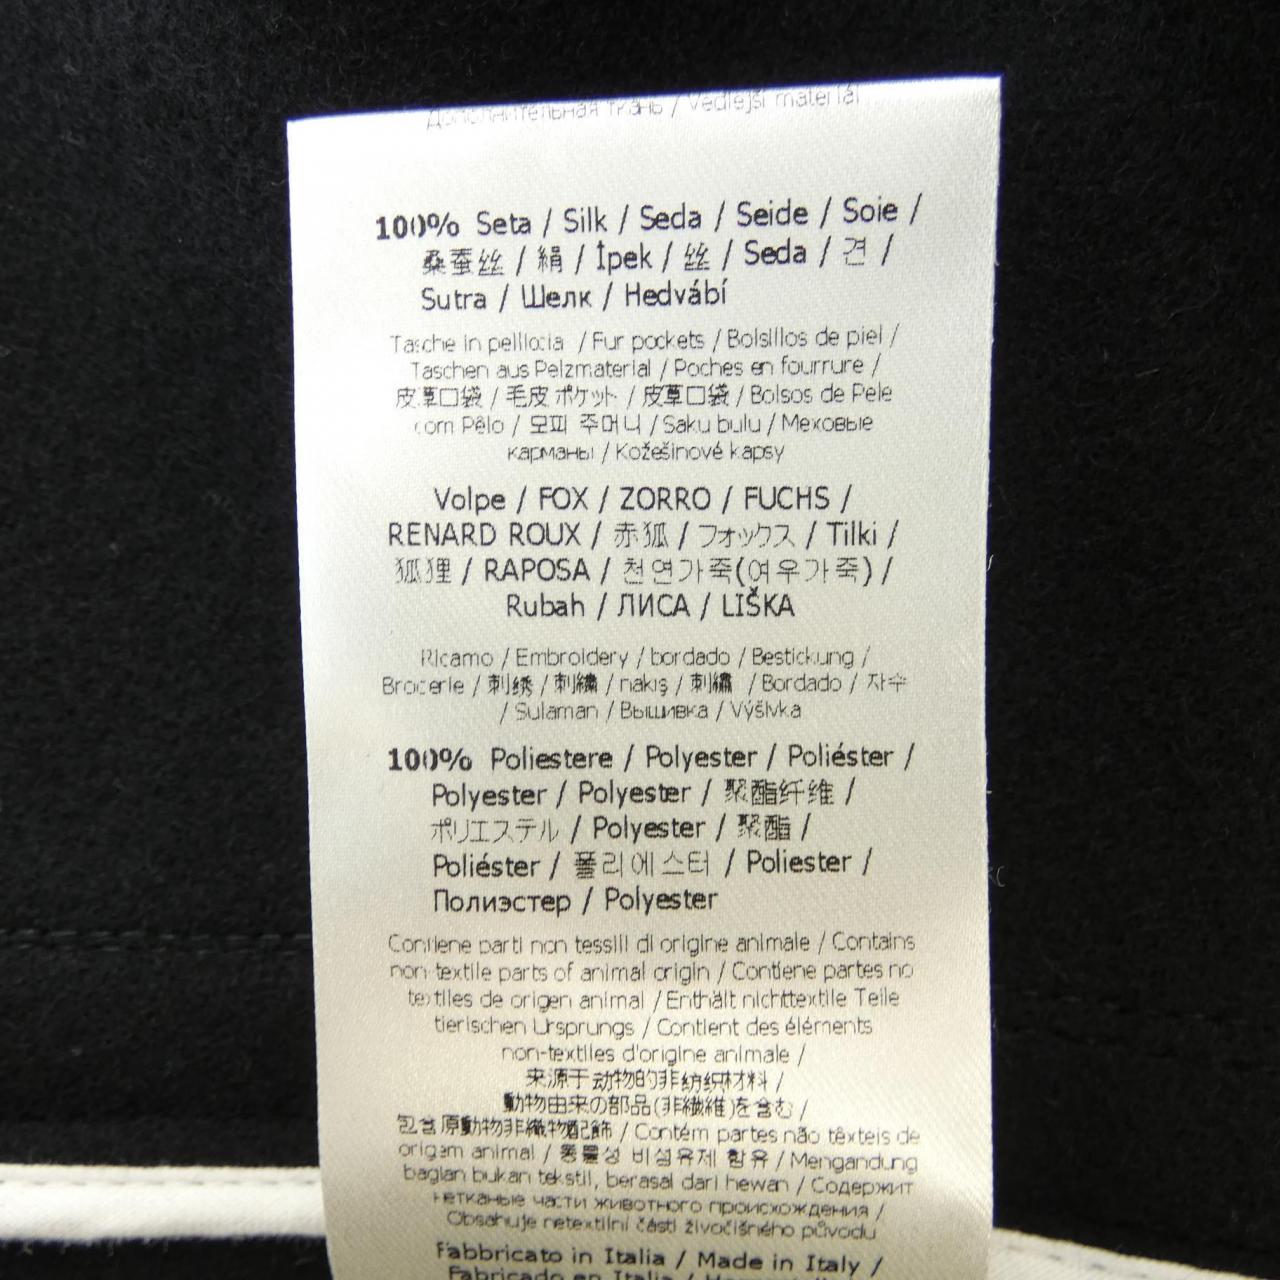 Дополнительная ткань / Vedlejší materiál
100% Seta / Silk / Seda / Seide / Soie /
桑蚕丝 / 絹 / İpek / 丝 / Seda / 견 /
Sutra / Шелк / Hedvábí
Tasche in pelliccia / Fur pockets / Bolsillos de piel /
Taschen aus Pelzmaterial / Poches en fourrure /
皮草口袋 / 毛皮 ポケット / 皮草口袋 / Bolsos de Pele
com Pêlo / 모피 주머니 / Saku bulu / Меховые
карманы / Kožešinové kapsy
Volpe / FOX / ZORRO / FUCHS /
RENARD ROUX / 赤狐 / フォックス / Tilki /
狐狸 / RAPOSA / 천연가죽(여우가죽) /
Rubah / ЛИСА / LIŠKA
Ricamo / Embroidery / bordado / Bestickung /
Broderie / 刺绣 / 刺繍 / nakış / 刺繡 / Bordado / 자수
/ Sulaman / Вышивка / Výšivka
100% Poliestere / Polyester / Poliéster /
Polyester / Polyester / 聚酯纤维 /
ポリエステル / Polyester / 聚酯 /
Poliéster / 폴리에스터 / Poliester /
Полиэстер / Polyester
Contiene parti non tessili di origine animale / Contains
non-textile parts of animal origin / Contiene partes no
textiles de origen animal / Enthält nichttextile Teile
tierischen Ursprungs / Contient des éléments
non-textiles d'origine animale /
来源于动物的非纺织材料 /
動物由来の部品(非繊維)を含む /
包含原動物非織物配飾 / Contém partes não têxteis de
origem animal / 동물성 비섬유제 함유 / Mengandung
bagian bukan tekstil, berasal dari hewan / Содержит
нетканые части животного происхождения /
Obsahuje netextilní části živočišného původu
Fabbricato in Italia / Made in Italy /
Fabricado en Italia /